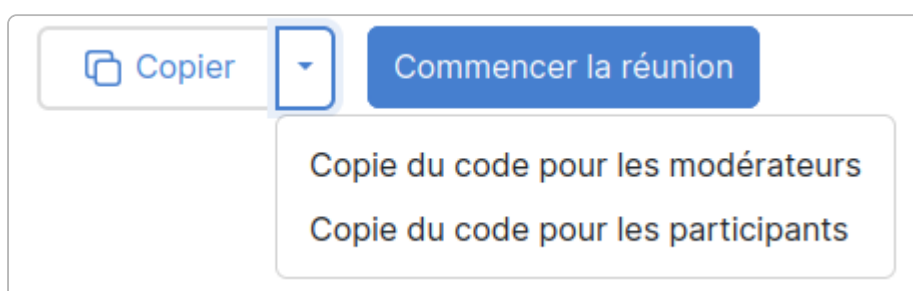 Copier
Commencer la réunion
Copie du code pour les modérateurs
Copie du code pour les participants